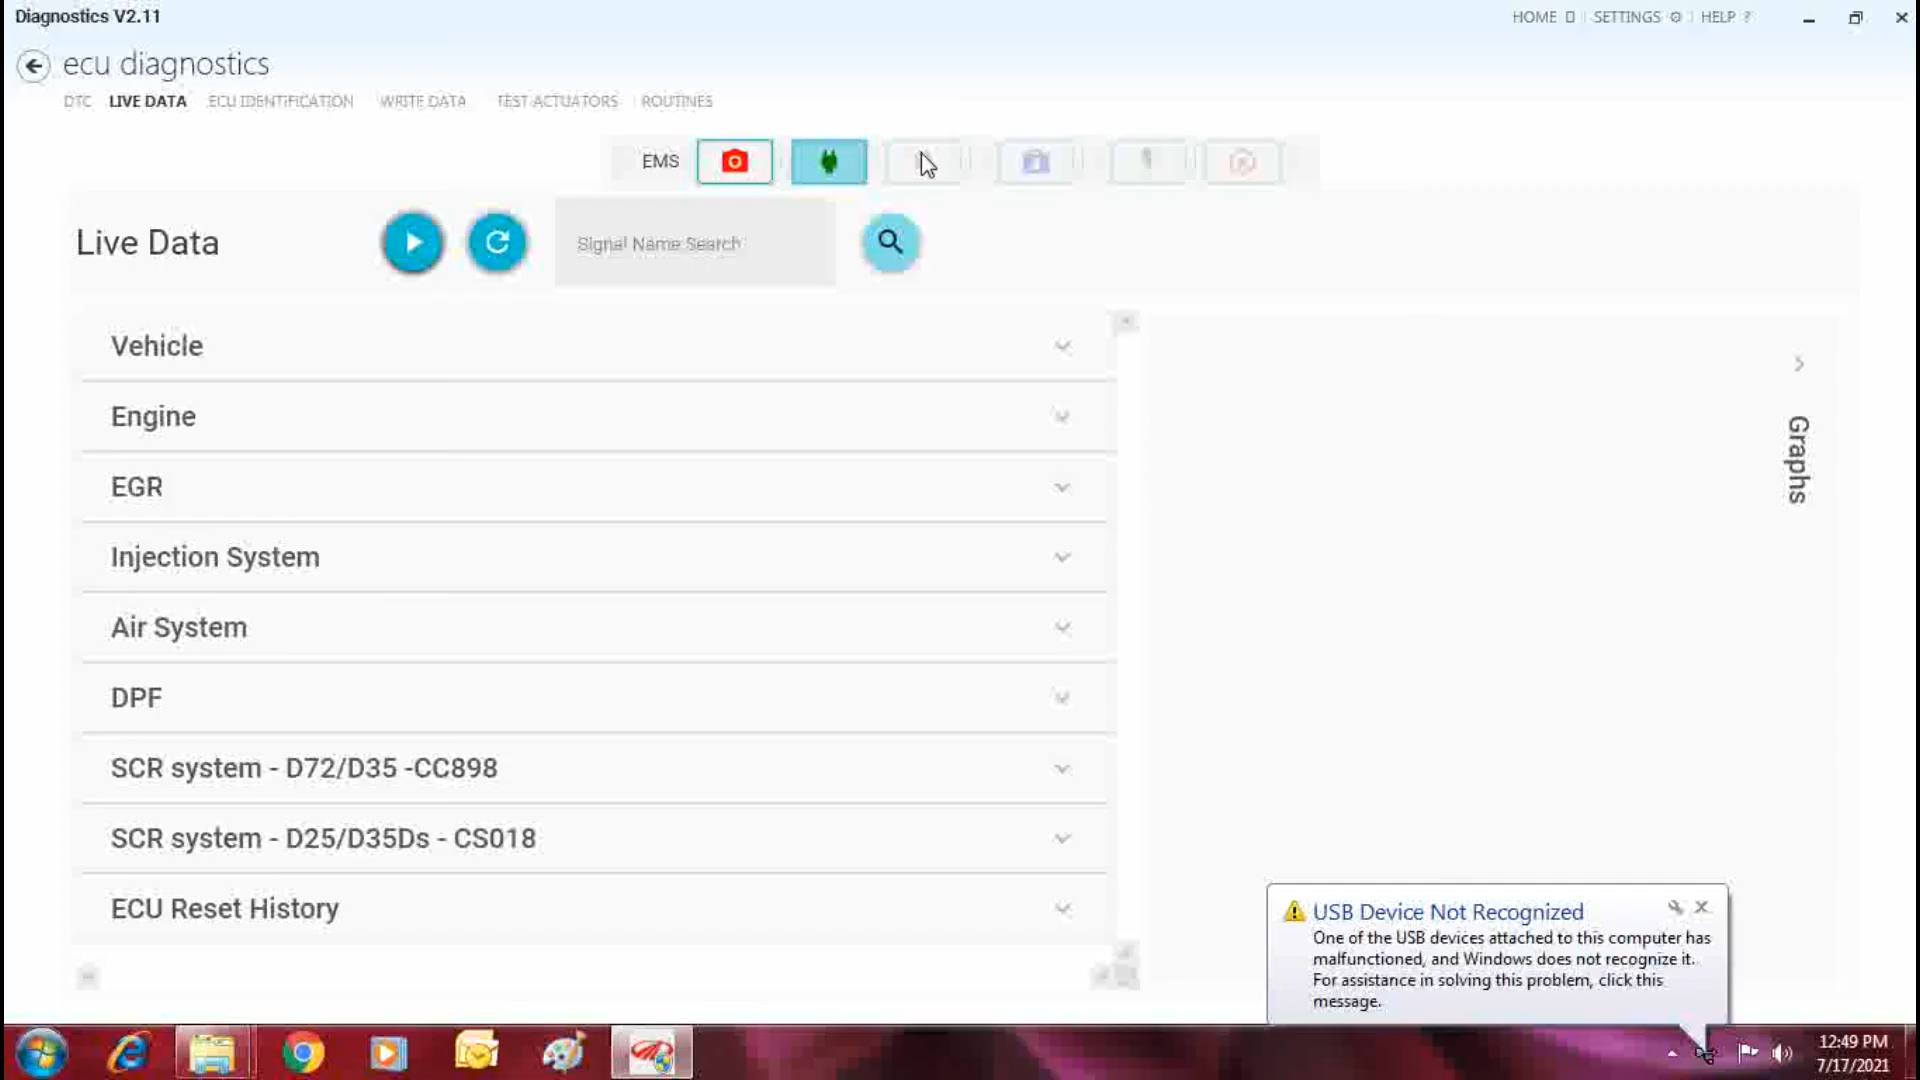 Diagnostics V2.11
HOME SETTINGS HELP ?
ecu diagnostics
DTC LIVE DATA ECU IDENTIFICATION WRITE DATA TEST ACTUATORS ROUTINES
EMS
Live Data
Signal Name Search
Vehicle
Engine
EGR
Injection System
Air System
DPF
SCR system - D72/D35 -CC898
SCR system - D25/D35Ds - CS018
ECU Reset History
Graphs
USB Device Not Recognized
One of the USB devices attached to this computer has
malfunctioned, and Windows does not recognize it.
For assistance in solving this problem, click this
message.
12:49 PM
7/17/2021